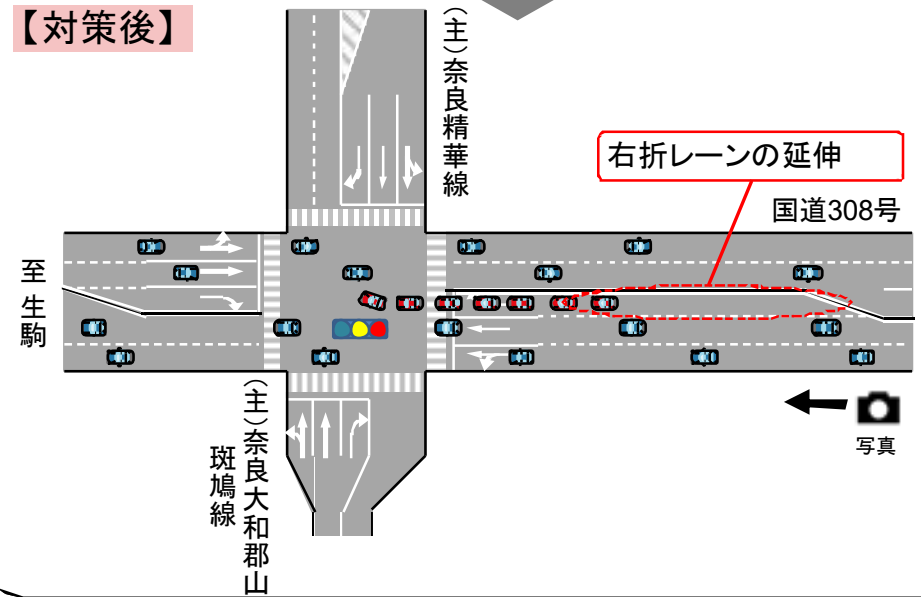 【対策後】
(主)奈良精華線
右折レーンの延伸
国道308号
至生駒
写真
(主)奈良大和郡山
斑鳩線